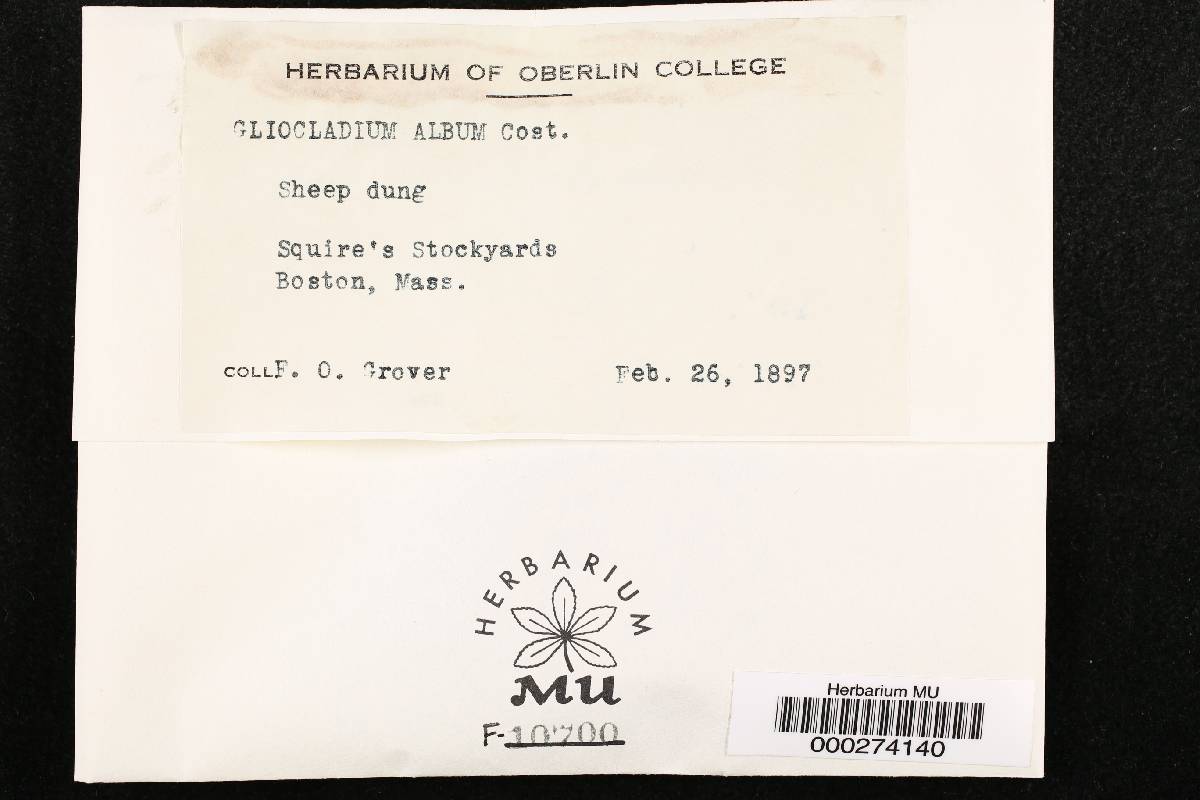 HERBARIUM OF OBERLIN COLLEGE
GLIOCLADIUM ALBUM Cost.
Sheep dung
Squire's Stockyards
Boston, Mass.
COLL F. O. Grover Feb. 26, 1897
HERBARIUM
MU
F-10700
Herbarium MU
000274140